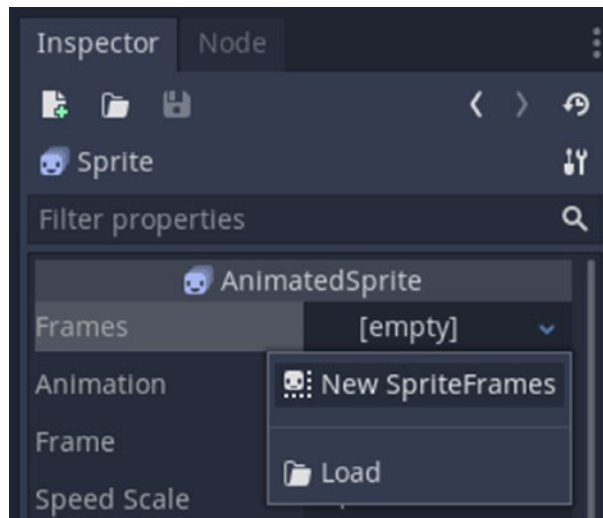 Inspector Node
Sprite
Filter properties
AnimatedSprite
Frames [empty]
Animation New SpriteFrames
Frame
Load
Speed Scale